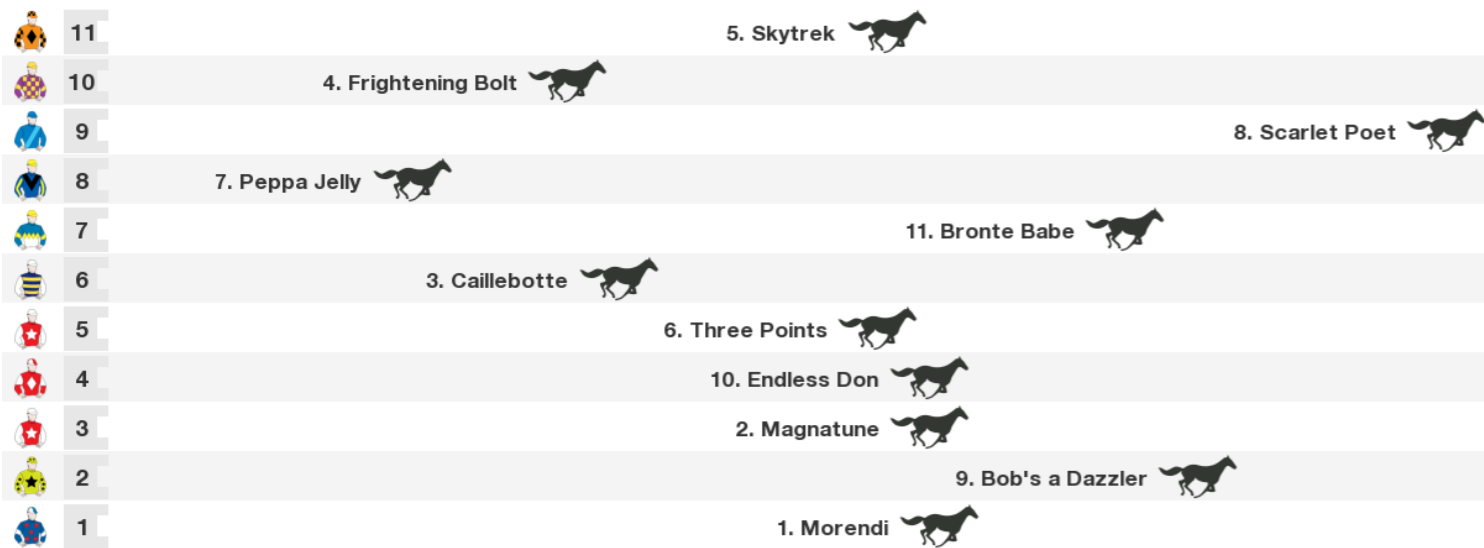 11 5. Skytrek
10 4. Frightening Bolt
9 8. Scarlet Poet
8 7. Peppa Jelly
7 11. Bronte Babe
6 3. Caillebotte
5 6. Three Points
4 10. Endless Don
3 2. Magnatune
2 9. Bob's a Dazzler
1 1. Morendi